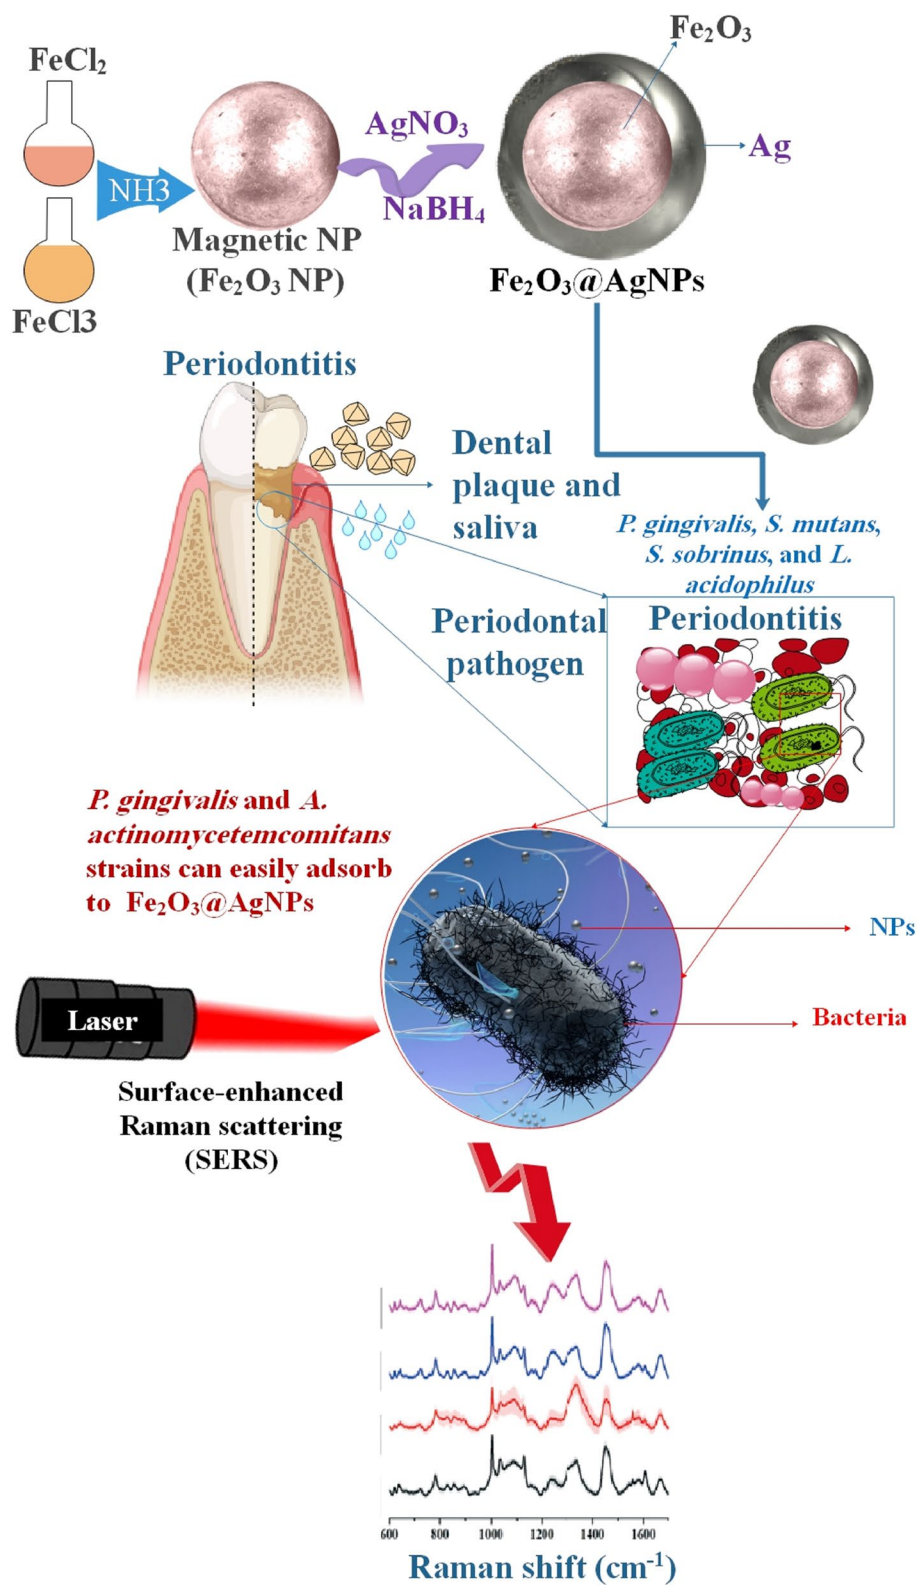 Fe₂O₃
FeCl₂
AgNO₃
Ag
NH3
NaBH₄
Magnetic NP
(Fe₂O₃ NP)
Fe₂O₃@AgNPs
FeCl3
Periodontitis
Dental
plaque and
saliva
P. gingivalis, S. mutans,
S. sobrinus, and L.
acidophilus
Periodontitis
Periodontal
pathogen
P. gingivalis and A.
actinomycetemcomitans
strains can easily adsorb
to Fe₂O₃@AgNPs
NPs
Laser
Bacteria
Surface-enhanced
Raman scattering
(SERS)
600 800 1000 1200 1400 1600
Raman shift (cm⁻¹)